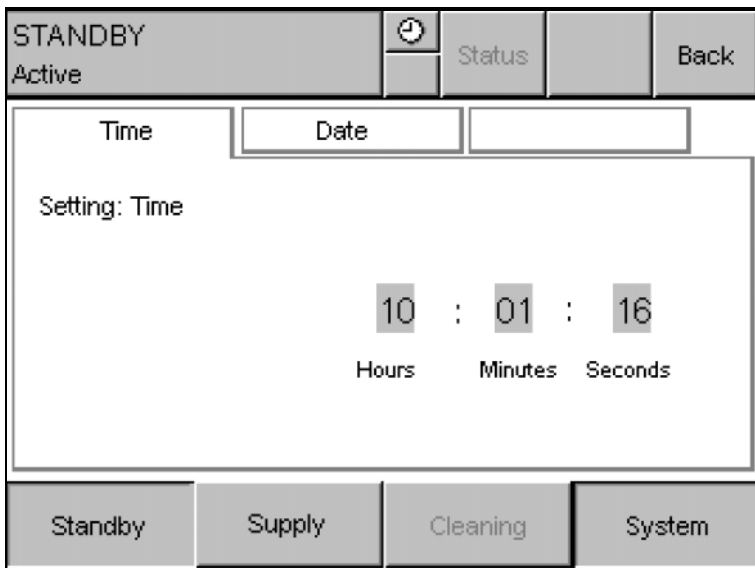 STANDBY
Active
Status
Back
Time
Date
Setting: Time
10 : 01 : 16
Hours Minutes Seconds
Standby
Supply
Cleaning
System